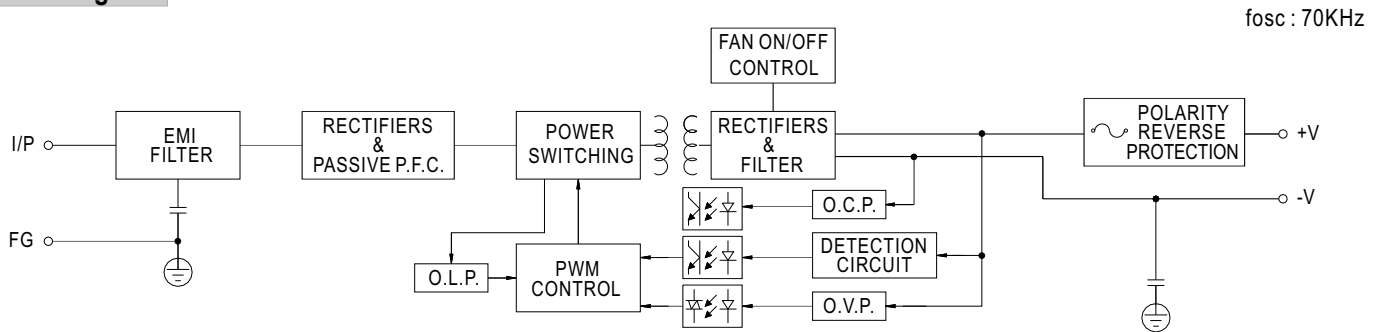 fosc : 70KHz
FAN ON/OFF
CONTROL
I/P
EMI
FILTER
RECTIFIERS
&
PASSIVE P.F.C.
POWER
SWITCHING
RECTIFIERS
&
FILTER
POLARITY
REVERSE
PROTECTION
+V
-V
O.C.P.
FG
O.L.P.
PWM
CONTROL
DETECTION
CIRCUIT
O.V.P.